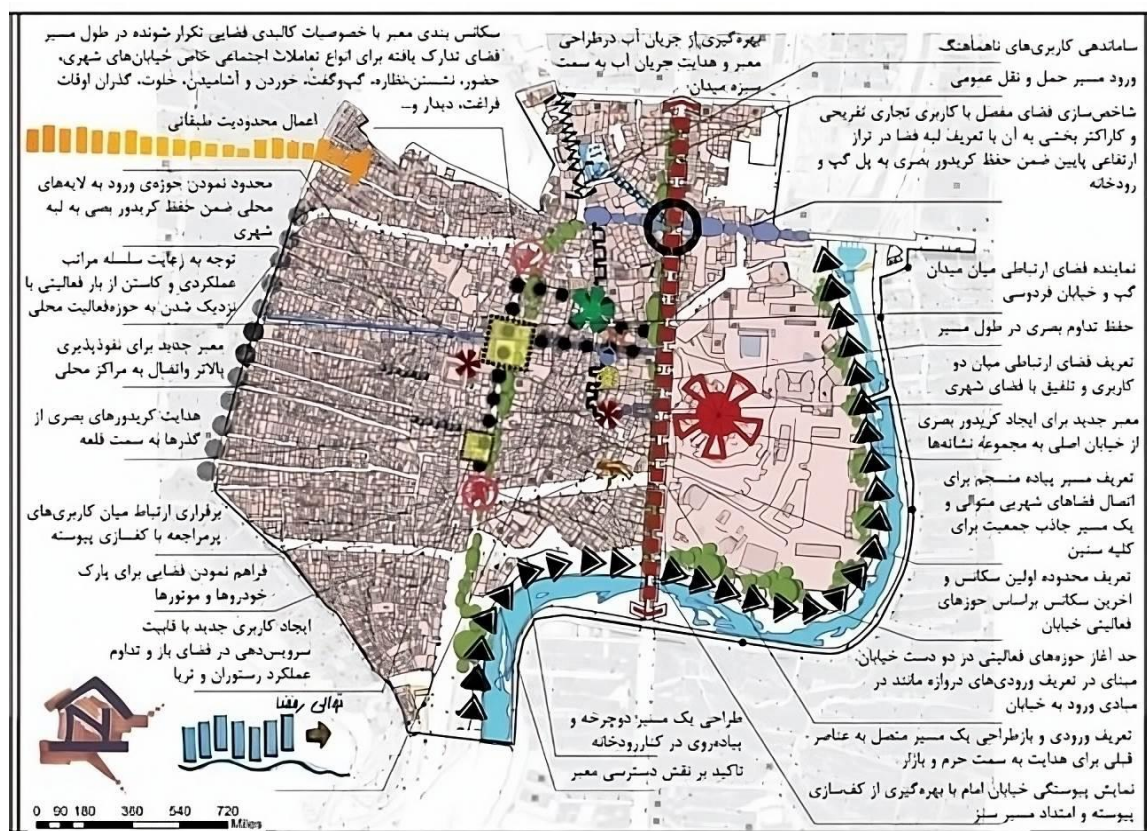 سکانس بندی معبر با خصوصیات کالبدی فضایی تکرار شونده در طول مسیر
فضای تدارک یافته برای انواع تعاملات اجتماعی خاص خیابان‌های شهری،
حضور، نشستن،نظاره، گپ‌وگفت، خوردن و آشامیدن، خلوت، گذران اوقات
فراغت، دیدار و...
اعمال محدودیت طبقاتی
محدود نمودن حوزه‌ی ورود به لایه‌های
محلی ضمن حفظ کریدور بصی به لبه
شهری
توجه به رعایت سلسله مراتب
عملکردی و کاستن از بار فعالیتی با
نزدیک شدن به حوزه‌فعالیت محلی
معبر جدید برای نفوذپذیری
بالاتر واتصال به مراکز محلی
هدایت کریدورهای بصری از
گذرها به سمت قلعه
برقراری ارتباط میان کاربری‌های
پرمراجعه با کفسازی پیوسته
فراهم نمودن فضایی برای پارک
خودروها و موتورها
ایجاد کاربری جدید با قابیت
سرویس‌دهی در فضای باز و تداوم
عملکرد رستوران و تریا
بهره‌گیری از جریان آب درطراحی
معبر و هدایت جریان آب به سمت
سبزه میدان
ساماندهی کاربری‌های ناهماهنگ
ورود مسیر حمل و نقل عمومی
شاخص‌سازی فضای مفصل با کاربری تجاری تفریحی
و کاراکتر بخشی به آن با تعریف لبه فضا در تراز
ارتفاعی پایین ضمن حفظ کریدور بصری به پل گپ و
رودخانه
نماینده فضای ارتباطی میان میدان
گپ و خیابان فردوسی
حفظ تداوم بصری در طول مسیر
تعریف فضای ارتباطی میان دو
کاربری و تلفیق با فضای شهری
معبر جدید برای ایجاد کریدور بصری
از خیابان اصلی به مجموعه نشانه‌ها
تعریف مسیر پیاده منسجم برای
اتصال فضاهای شهریی متوالی و
یک مسیر جاذب جمعیت برای
کلیه سنین
تعریف محدوده اولین سکانس و
اخرین سکانس براساس حوزهای
فعالیتی خیابان
حد آغاز حوزه‌های فعالیتی در دو دست خیابان
مبنای در تعریف ورودی‌های دروازه مانند در
مبادی ورود به خیابان
تعریف ورودی و بازطراحی یک مسیر متصل به عناصر
قبلی برای هدایت به سمت حرم و بازار
نمایش پیوستگی خیابان امام با بهره‌گیری از کف‌سازی
پیوسته و امتداد مسیر سبز
طراحی یک مسیر دوچرخه و
پیاده‌روی در کناررودخانه
تاکید بر نقش دسترسی معبر
N
0 90 180 360 540 720